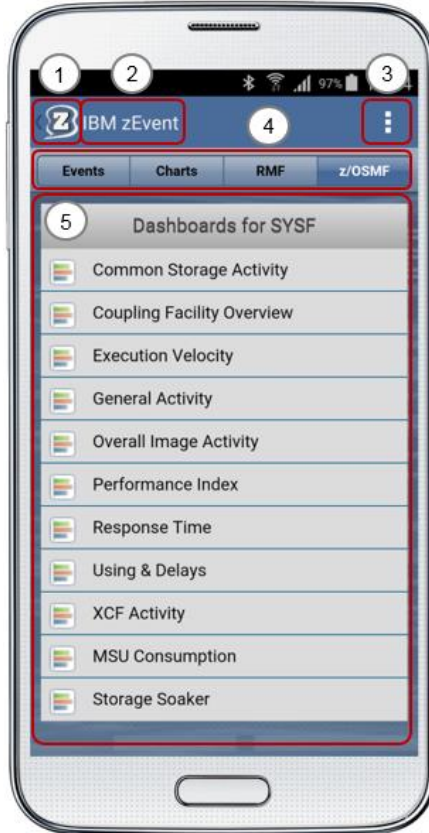 1
2
3
97%
4
Z
IBM zEvent
4
Events Charts RMF z/OSMF
5
Dashboards for SYSF
Common Storage Activity
Coupling Facility Overview
Execution Velocity
General Activity
Overall Image Activity
Performance Index
Response Time
Using & Delays
XCF Activity
MSU Consumption
Storage Soaker